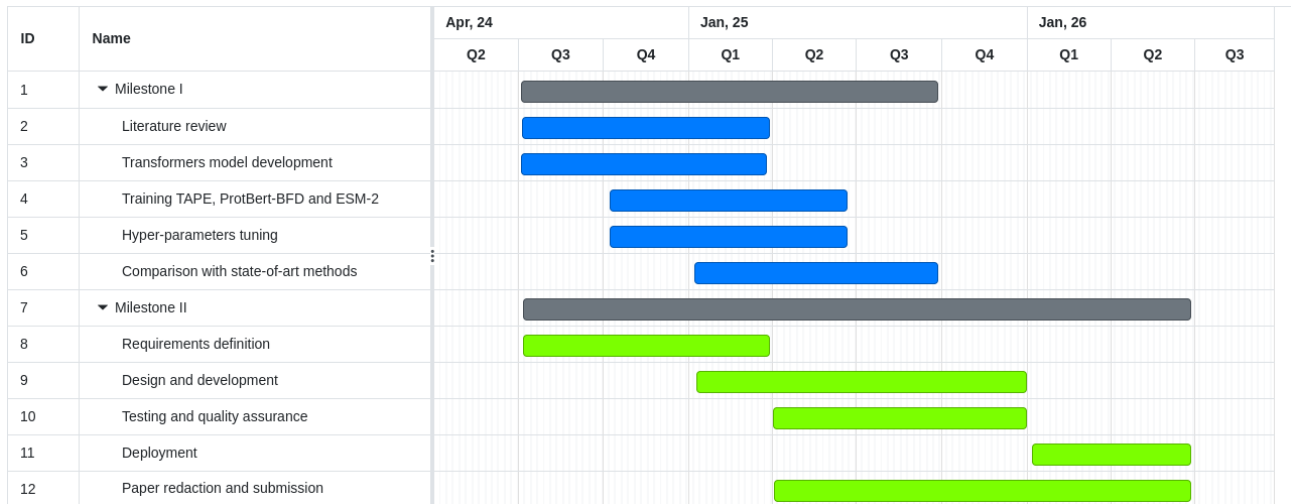 ID Name Apr, 24 Jan, 25 Jan, 26
Q2 Q3 Q4 Q1 Q2 Q3 Q4 Q1 Q2 Q3
1 Milestone I
2 Literature review
3 Transformers model development
4 Training TAPE, ProtBert-BFD and ESM-2
5 Hyper-parameters tuning
6 Comparison with state-of-art methods
7 Milestone II
8 Requirements definition
9 Design and development
10 Testing and quality assurance
11 Deployment
12 Paper redaction and submission